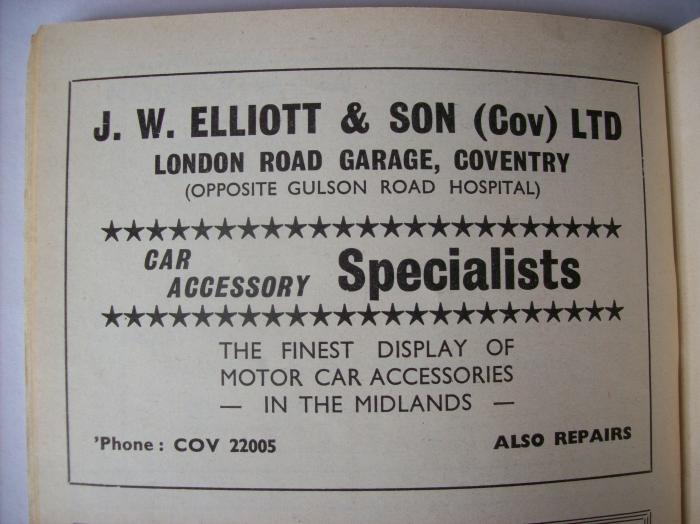 J. W. ELLIOTT & SON (Cov) LTD
LONDON ROAD GARAGE, COVENTRY
(OPPOSITE GULSON ROAD HOSPITAL)
CAR
ACCESSORY Specialists
THE FINEST DISPLAY OF
MOTOR CAR ACCESSORIES
— IN THE MIDLANDS —
'Phone : COV 22005
ALSO REPAIRS